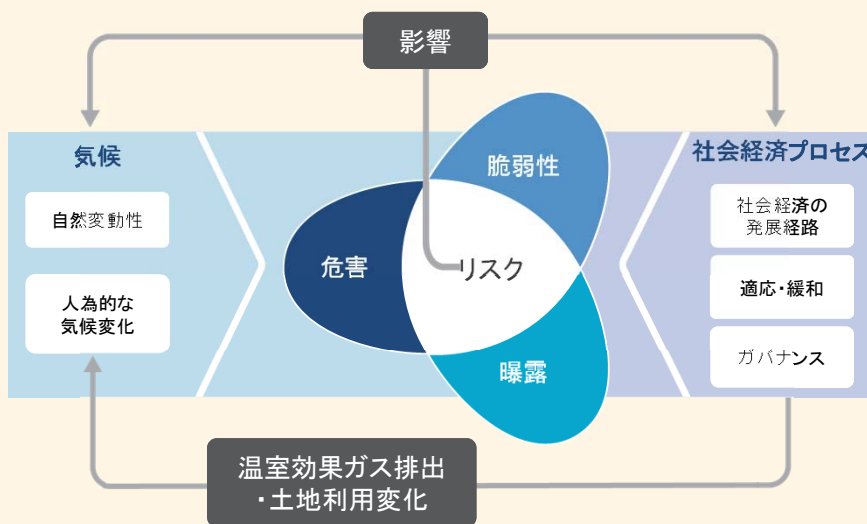 影響
気候
自然変動性
人為的な
気候変化
脆弱性
危害
リスク
曝露
社会経済プロセス
社会経済の
発展経路
適応・緩和
ガバナンス
温室効果ガス排出
・土地利用変化